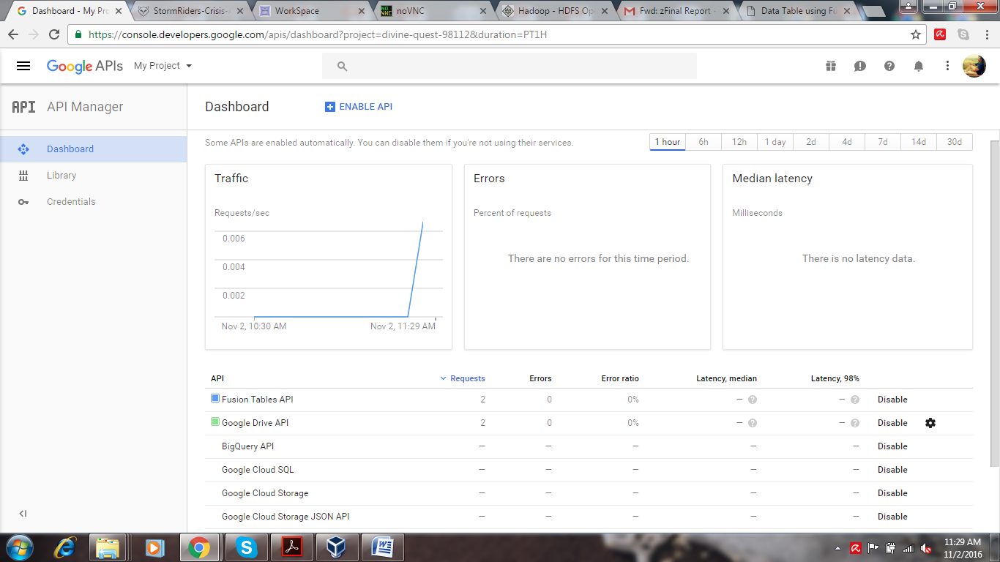 Dashboard - My Pro
StormRiders-Crisis-A
WorkSpace
noVNC
Hadoop - HDFS Op
Fwd: zFinal Report -
Data Table using Fu
https://console.developers.google.com/apis/dashboard?project=divine-quest-98112&duration=PT1H
Google APIs
My Project
API
API Manager
Dashboard
ENABLE API
Dashboard
Library
Credentials
Some APIs are enabled automatically. You can disable them if you're not using their services.
1 hour 6h 12h 1 day 2d 4d 7d 14d 30d
Traffic
Requests/sec
0.006
0.004
0.002
Nov 2, 10:30 AM Nov 2, 11:29 AM
Errors
Percent of requests
There are no errors for this time period.
Median latency
Milliseconds
There is no latency data.
API Requests Errors Error ratio Latency, median Latency, 98%
Fusion Tables API 2 0 0% – – Disable
Google Drive API 2 0 0% – – Disable
BigQuery API – – – – – Disable
Google Cloud SQL – – – – – Disable
Google Cloud Storage – – – – – Disable
Google Cloud Storage JSON API – – – – – Disable
11:29 AM
11/2/2016